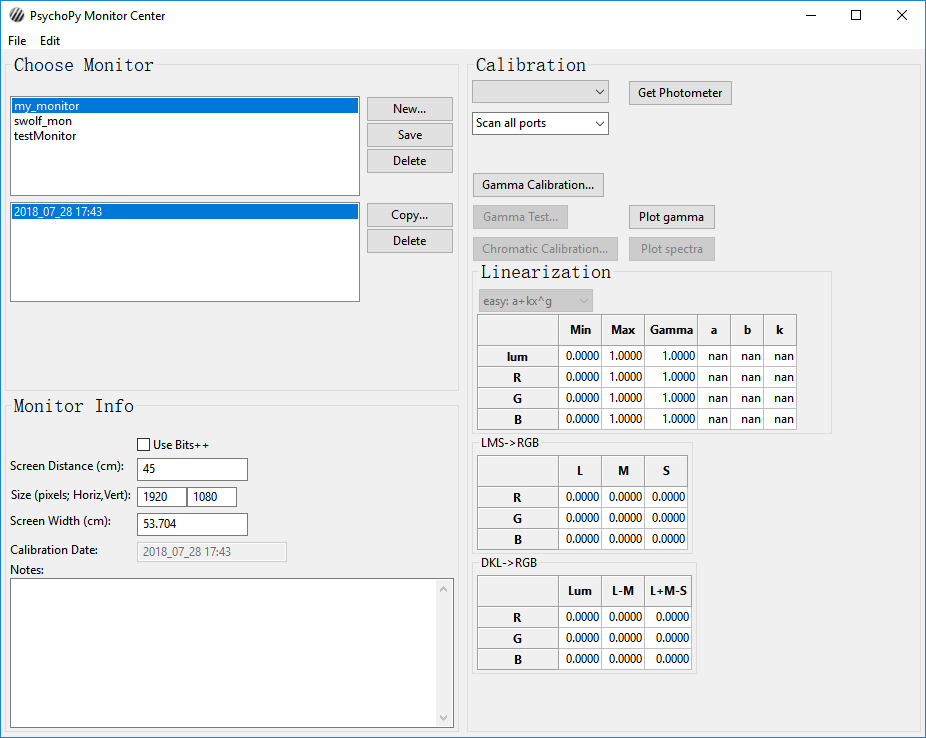 PsychoPy Monitor Center
File Edit
Choose Monitor
my_monitor
swolf_mon
testMonitor
New...
Save
Delete
2018_07_28 17:43
Copy...
Delete
Monitor Info
Use Bits++
Screen Distance (cm): 45
Size (pixels; Horiz,Vert): 1920 1080
Screen Width (cm): 53.704
Calibration Date: 2018_07_28 17:43
Notes:
Calibration
Get Photometer
Scan all ports
Gamma Calibration...
Gamma Test... Plot gamma
Chromatic Calibration... Plot spectra
Linearization
easy: a+kx^g
Min Max Gamma a b k
lum 0.0000 1.0000 1.0000 nan nan nan
R 0.0000 1.0000 1.0000 nan nan nan
G 0.0000 1.0000 1.0000 nan nan nan
B 0.0000 1.0000 1.0000 nan nan nan
LMS->RGB
L M S
R 0.0000 0.0000 0.0000
G 0.0000 0.0000 0.0000
B 0.0000 0.0000 0.0000
DKL->RGB
Lum L-M L+M-S
R 0.0000 0.0000 0.0000
G 0.0000 0.0000 0.0000
B 0.0000 0.0000 0.0000